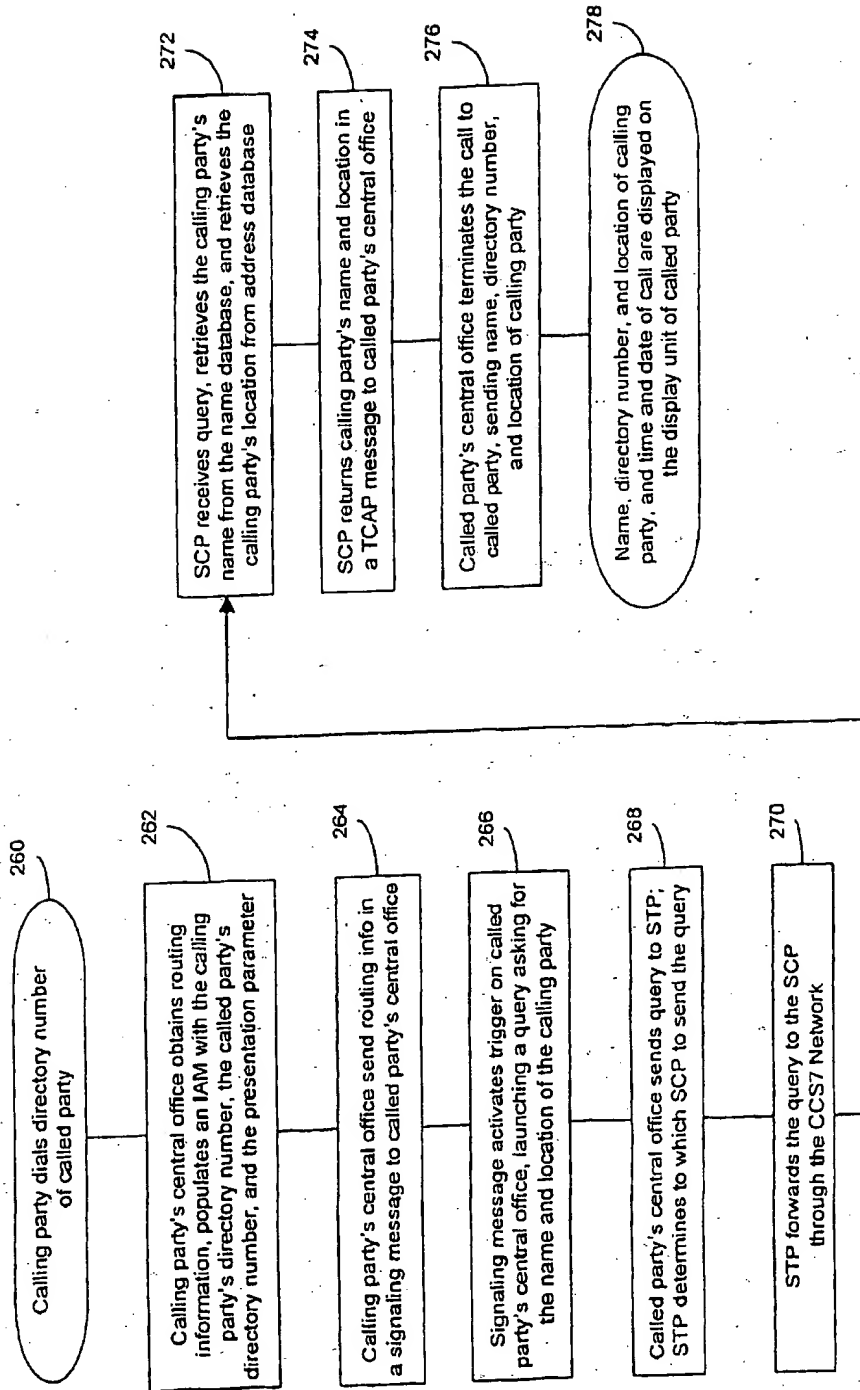 260
Calling party dials directory number
of called party
262
Calling party's central office obtains routing
information, populates an IAM with the calling
party's directory number, the called party's
directory number, and the presentation parameter
264
Calling party's central office send routing info in
a signaling message to called party's central office
266
Signaling message activates trigger on called
party's central office, launching a query asking for
the name and location of the calling party
268
Called party's central office sends query to STP;
STP determines to which SCP to send the query
270
STP forwards the query to the SCP
through the CCS7 Network
272
SCP receives query, retrieves the calling party's
name from the name database, and retrieves the
calling party's location from address database
274
SCP returns calling party's name and location in
a TCAP message to called party's central office
276
Called party's central office terminates the call to
called party, sending name, directory number,
and location of calling party
278
Name, directory number, and location of calling
party, and time and date of call are displayed on
the display unit of called party